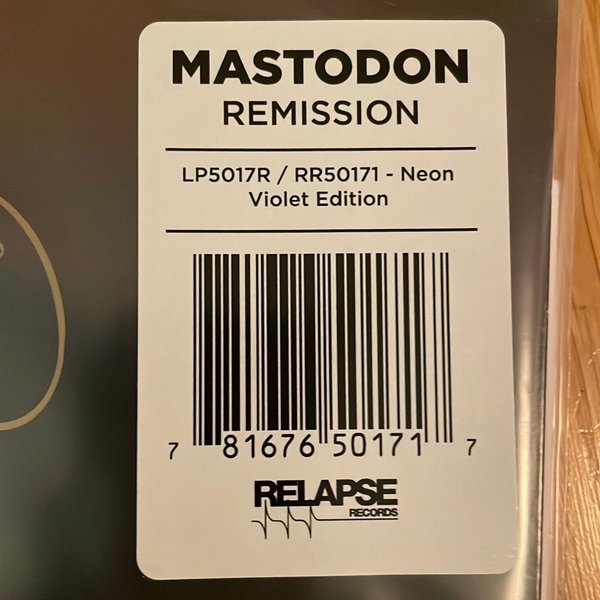 MASTODON
REMISSION
LP5017R / RR50171 - Neon
Violet Edition
7 81676 50171 7
RELAPSE
RECORDS